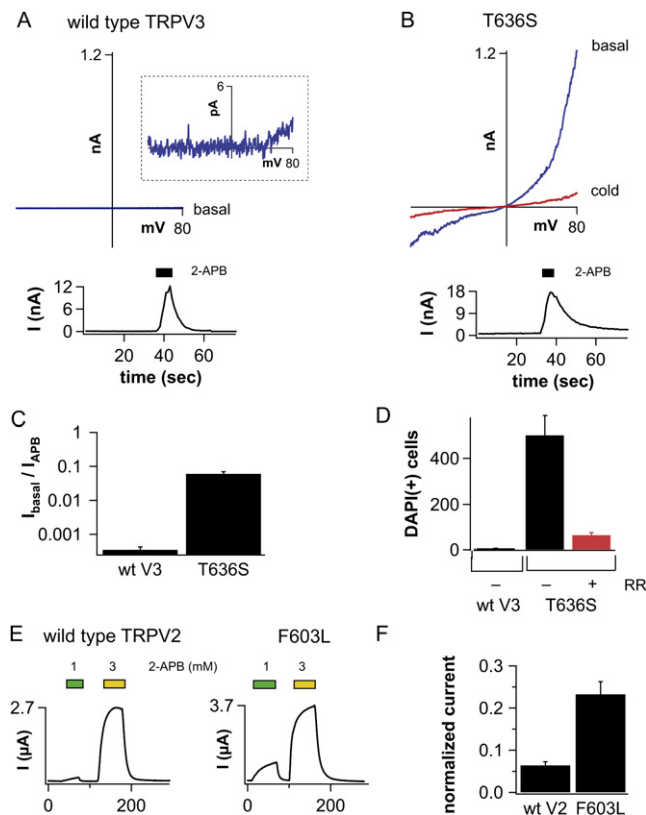 A
wild type TRPV3
1.2
nA
6
pA
mV 80
basal
mV 80
2-APB
I (nA)
12
6
0
20 40 60
time (sec)
B
T636S
basal
1.2
nA
cold
mV 80
2-APB
I (nA)
18
9
0
20 40 60
time (sec)
C
Ibasal / IAPB
1
0.1
0.01
0.001
wt V3 T636S
D
DAPI(+) cells
400
200
0
– – + RR
wt V3 T636S
E
wild type TRPV2 F603L
1 3 2-APB (mM) 1 3
2.7
I (µA)
0 200
3.7
I (µA)
0 200
F
normalized current
0.3
0.2
0.1
0.0
wt V2 F603L